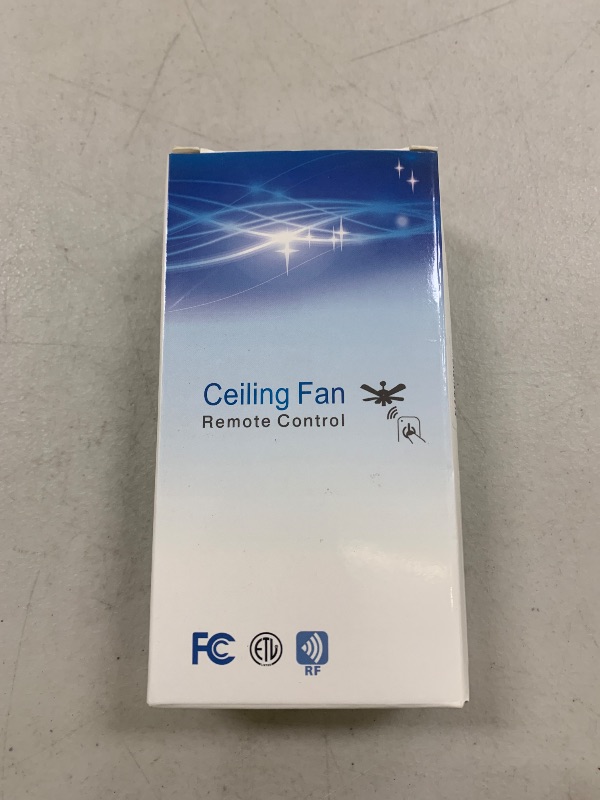 Ceiling Fan
Remote Control
FC
ETL
RF